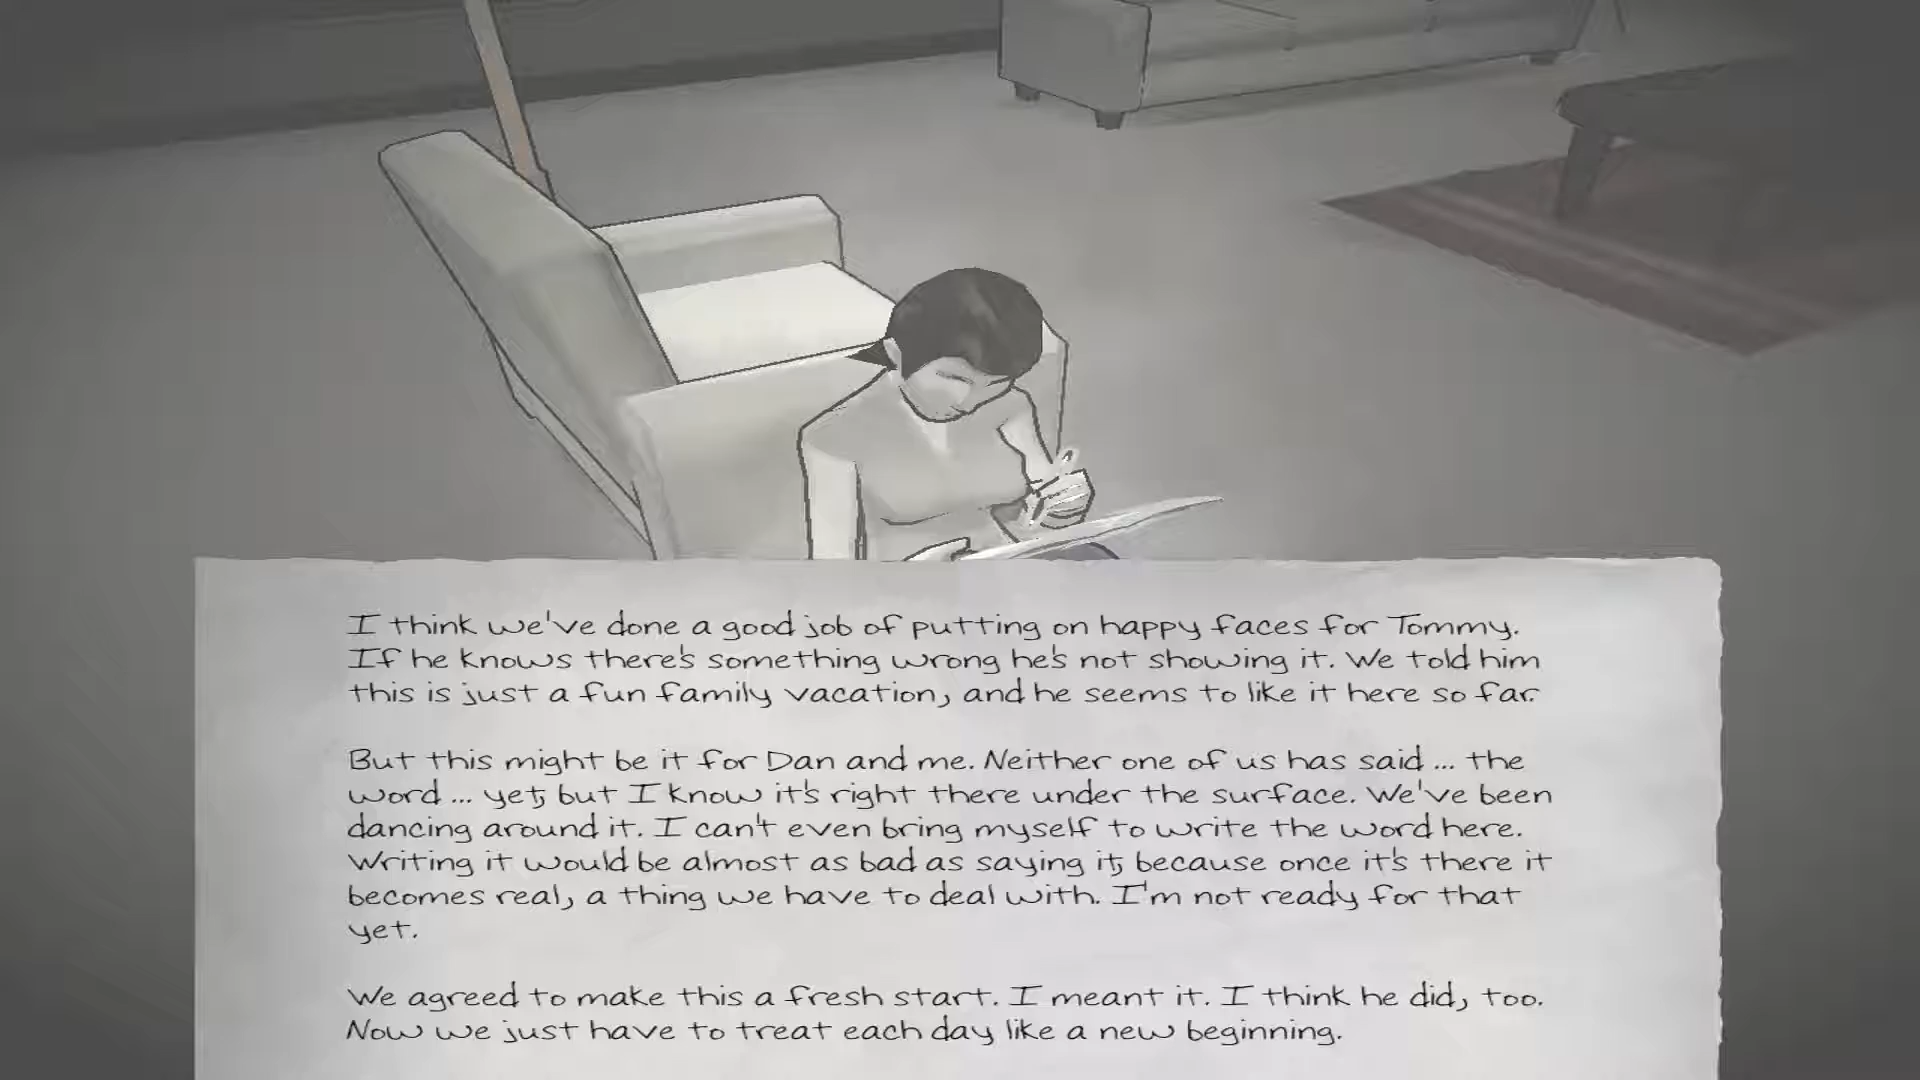 I think we've done a good job of putting on happy faces for Tommy.
If he knows there's something wrong he's not showing it. We told him
this is just a fun family vacation, and he seems to like it here so far.
But this might be it for Dan and me. Neither one of us has said ... the
word ... yet, but I know it's right there under the surface. We've been
dancing around it. I can't even bring myself to write the word here.
Writing it would be almost as bad as saying it, because once it's there it
becomes real, a thing we have to deal with. I'm not ready for that
yet.
We agreed to make this a fresh start. I meant it. I think he did, too.
Now we just have to treat each day like a new beginning.